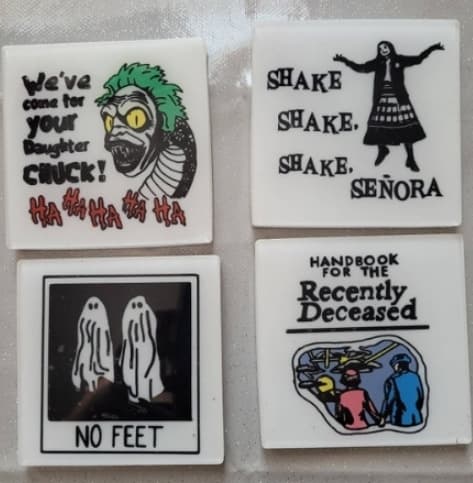 We've
come for
your
Daughter
CHUCK!
HA HA HA HA HA
SHAKE
SHAKE,
SHAKE,
SEÑORA
NO FEET
HANDBOOK
FOR THE
Recently
Deceased